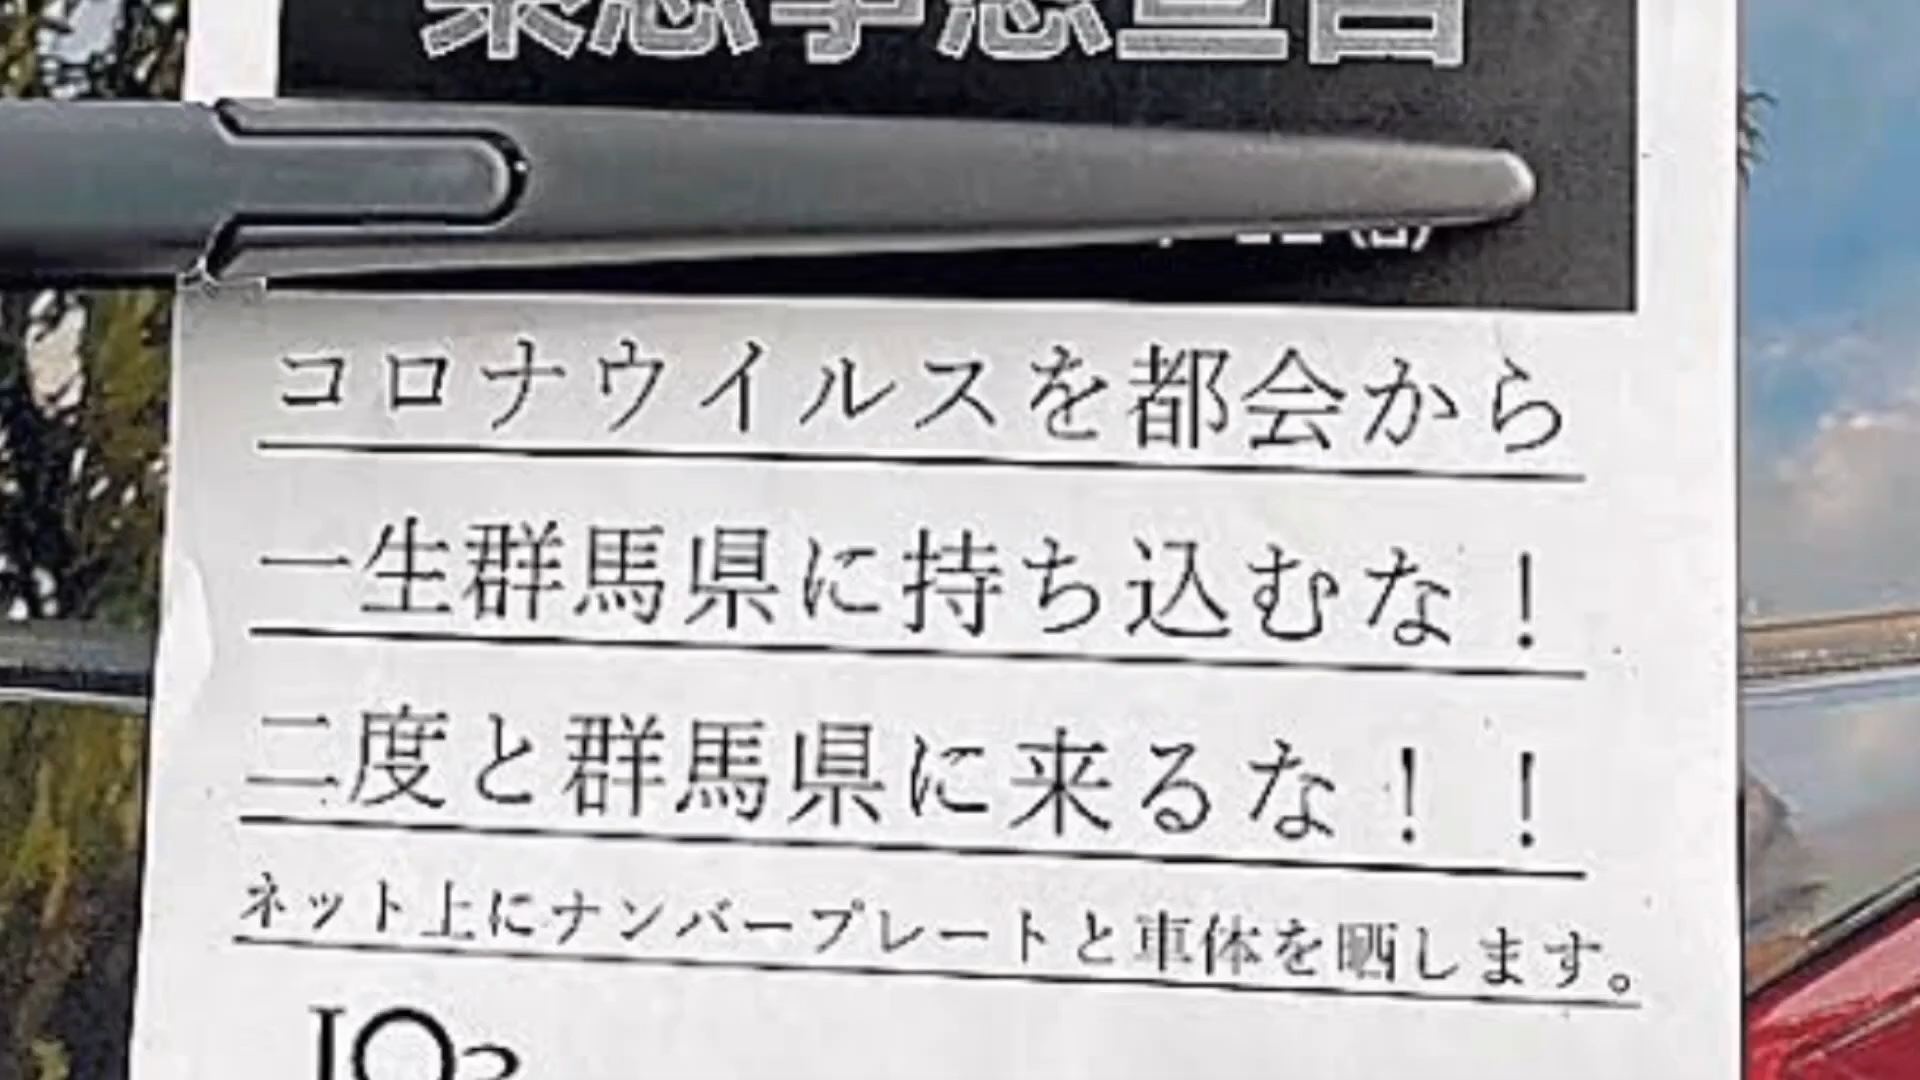 コロナウイルスを都会から
一生群馬県に持ち込むな！
二度と群馬県に来るな！！
ネット上にナンバープレートと車体を晒します。